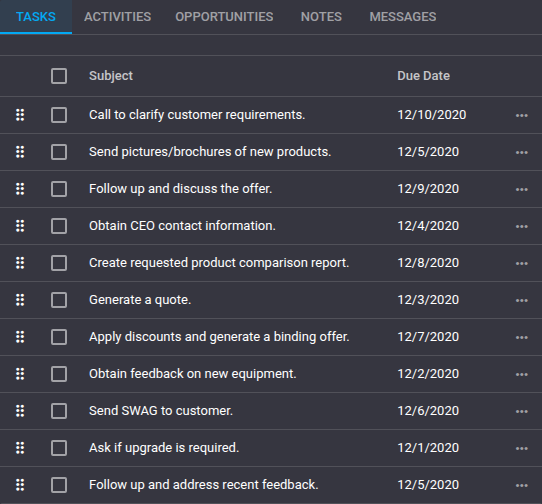 TASKS ACTIVITIES OPPORTUNITIES NOTES MESSAGES
Subject Due Date
Call to clarify customer requirements. 12/10/2020
Send pictures/brochures of new products. 12/5/2020
Follow up and discuss the offer. 12/9/2020
Obtain CEO contact information. 12/4/2020
Create requested product comparison report. 12/8/2020
Generate a quote. 12/3/2020
Apply discounts and generate a binding offer. 12/7/2020
Obtain feedback on new equipment. 12/2/2020
Send SWAG to customer. 12/6/2020
Ask if upgrade is required. 12/1/2020
Follow up and address recent feedback. 12/5/2020